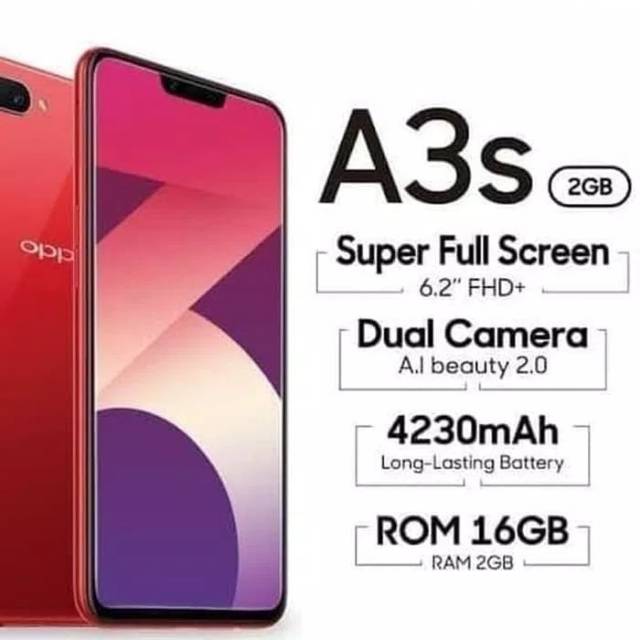 oppo
A3s 2GB
Super Full Screen
6.2" FHD+
Dual Camera
A.I beauty 2.0
4230mAh
Long-Lasting Battery
ROM 16GB
RAM 2GB